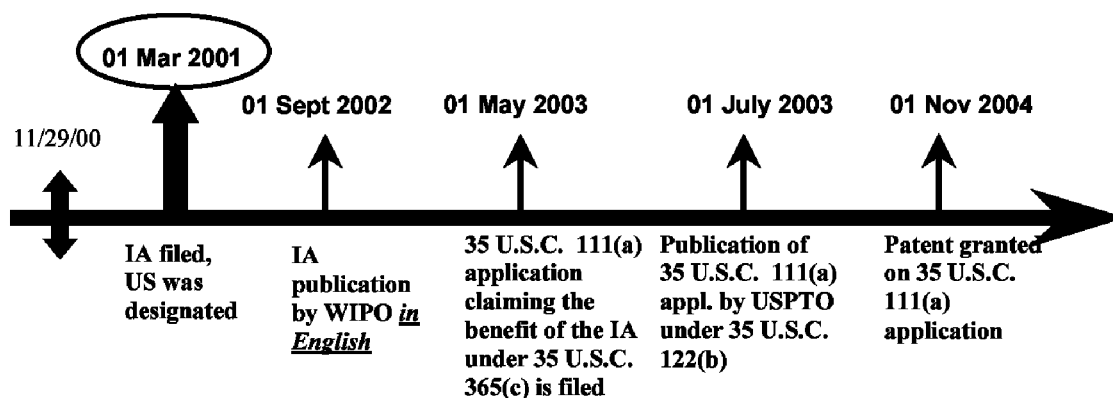 01 Mar 2001
01 Sept 2002
01 May 2003
01 July 2003
01 Nov 2004
11/29/00
IA filed,
US was
designated
IA
publication
by WIPO in
English
35 U.S.C. 111(a)
application
claiming the
benefit of the IA
under 35 U.S.C.
365(c) is filed
Publication of
35 U.S.C. 111(a)
appl. by USPTO
under 35 U.S.C.
122(b)
Patent granted
on 35 U.S.C.
111(a)
application